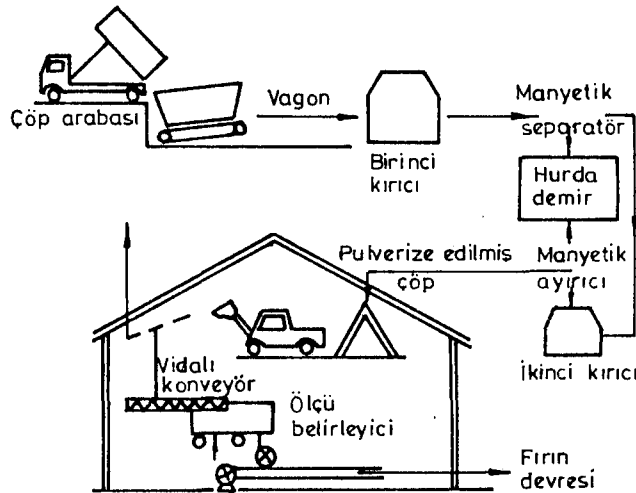 Çöp arabası
Vagon
Birinci
kırıcı
Manyetik
separatör
Hurda
demir
Pulverize edilmiş
çöp
Manyetik
ayırıcı
İkinci kırıcı
Vidalı
konveyör
Ölçü
belirleyici
Fırın
devresi